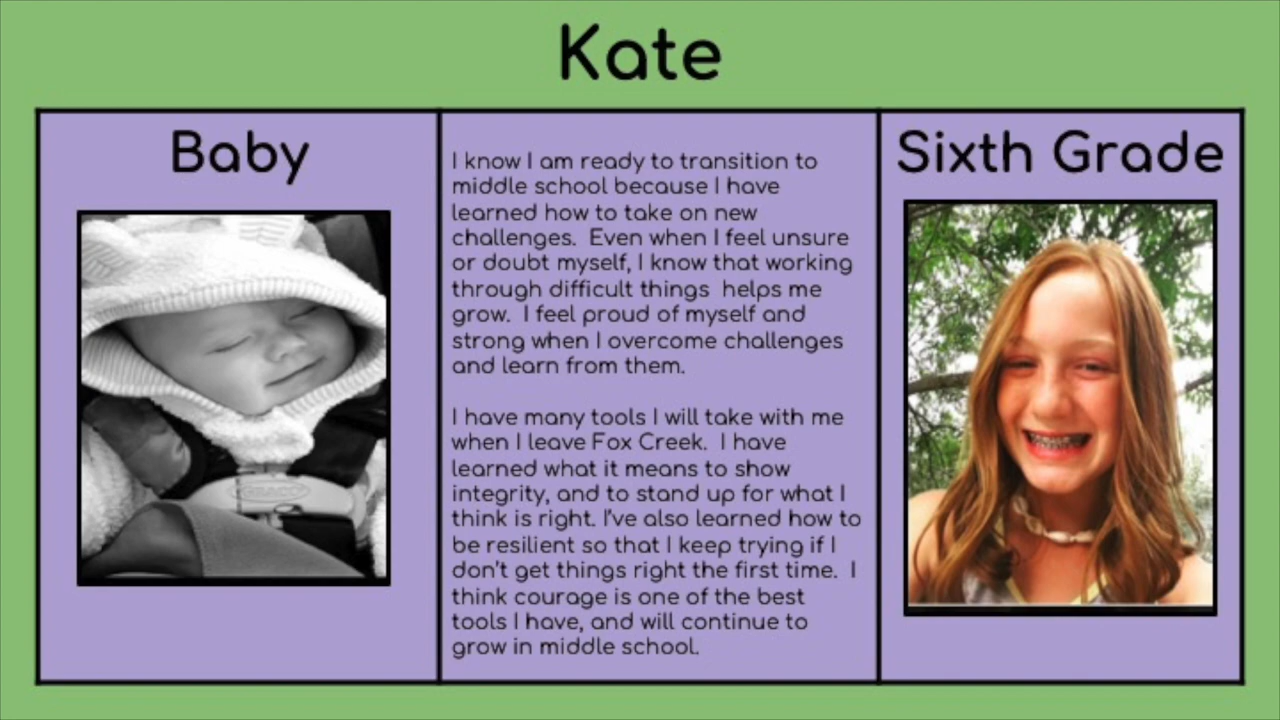 Kate
Baby
I know I am ready to transition to
middle school because I have
learned how to take on new
challenges.  Even when I feel unsure
or doubt myself, I know that working
through difficult things  helps me
grow.  I feel proud of myself and
strong when I overcome challenges
and learn from them.
I have many tools I will take with me
when I leave Fox Creek.  I have
learned what it means to show
integrity, and to stand up for what I
think is right. I've also learned how to
be resilient so that I keep trying if I
don't get things right the first time.  I
think courage is one of the best
tools I have, and will continue to
grow in middle school.
Sixth Grade
GRACO